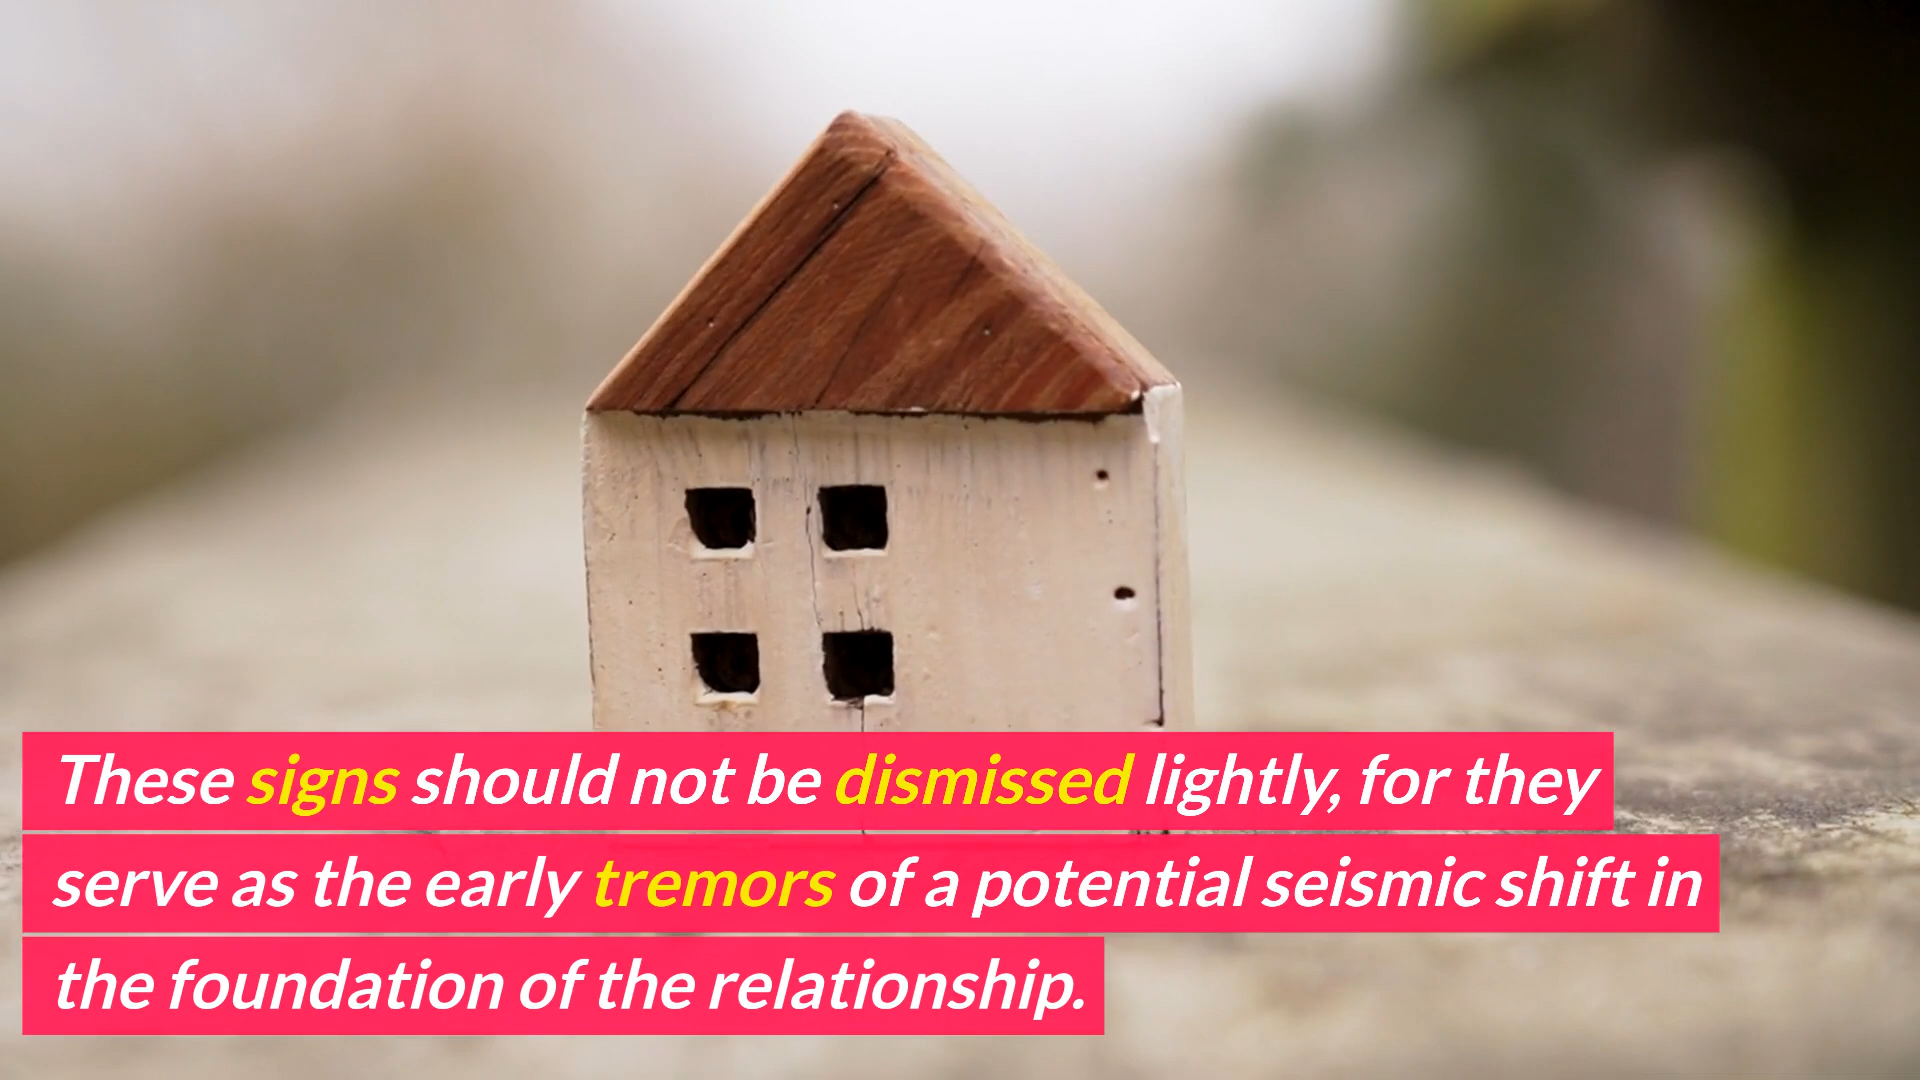 These signs should not be dismissed lightly, for they
serve as the early tremors of a potential seismic shift in
the foundation of the relationship.